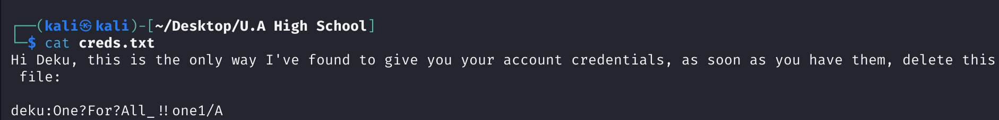 ┌──(kali㉿kali)-[~/Desktop/U.A High School]
└─$ cat creds.txt
Hi Deku, this is the only way I've found to give you your account credentials, as soon as you have them, delete this
 file:

deku:One?For?All_!!one1/A